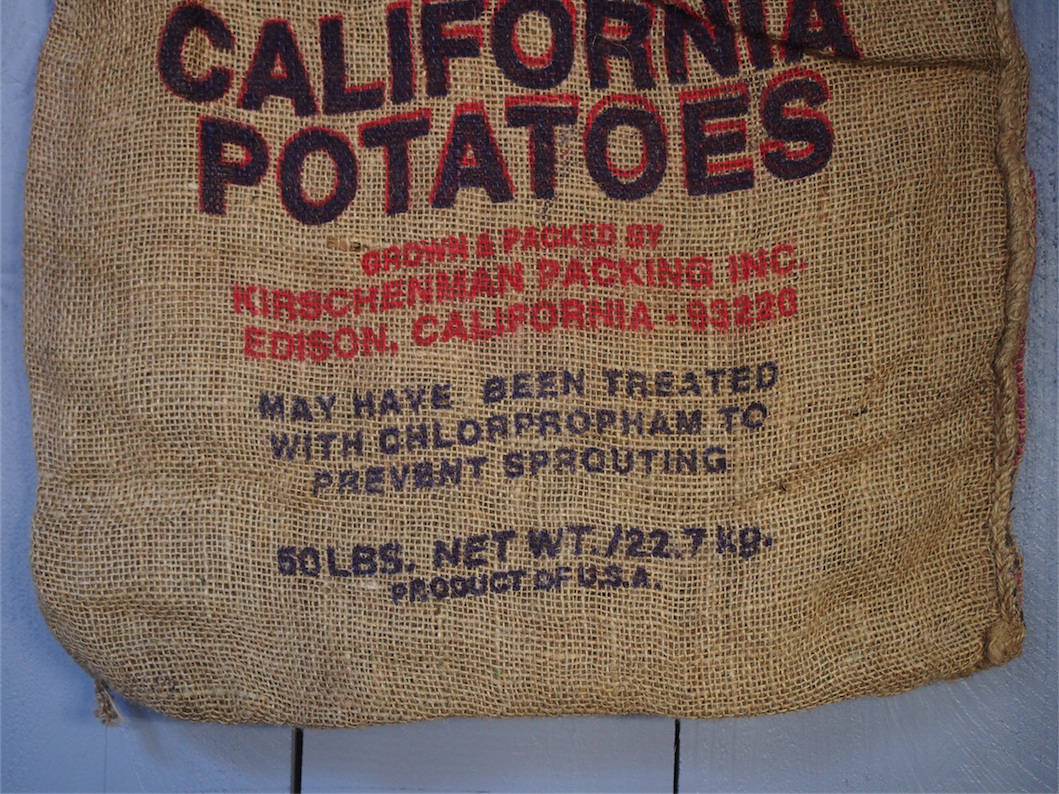 CALIFORNIA
POTATOES
GROWN & PACKED BY
KIRSCHENMAN PACKING INC.
EDISON, CALIFORNIA - 93220
MAY HAVE BEEN TREATED
WITH CHLORPROPHAM TO
PREVENT SPROUTING
50 LBS. NET WT./22.7 kg.
PRODUCT OF U.S.A.